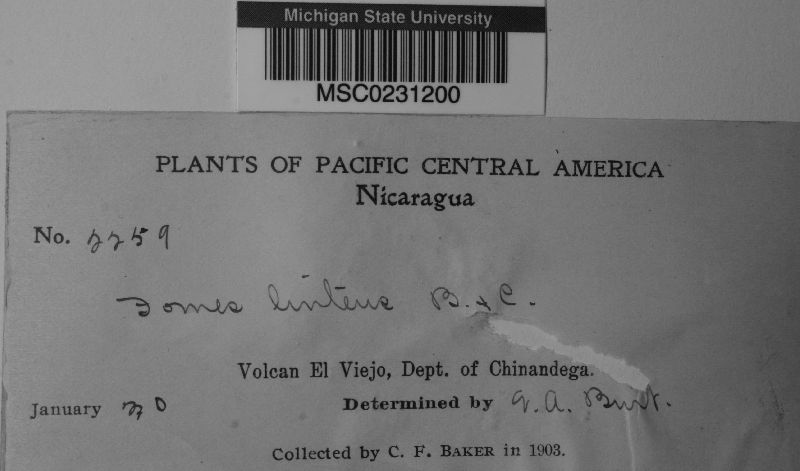 Michigan State University
MSC0231200
PLANTS OF PACIFIC CENTRAL AMERICA
Nicaragua
No. 2259
Fomes linteus B. & C.
Volcan El Viejo, Dept. of Chinandega.
January 20 Determined by E. A. Burt.
Collected by C. F. BAKER in 1903.